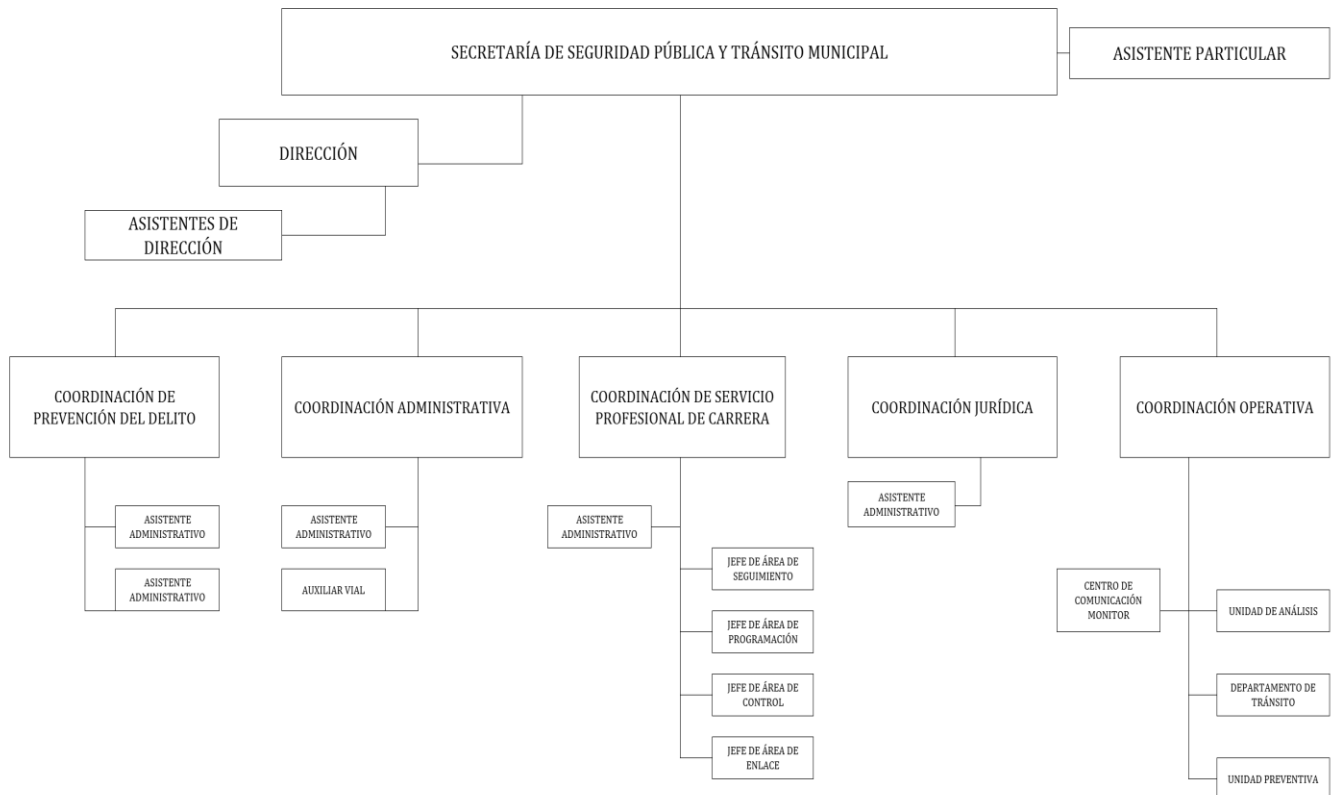 SECRETARÍA DE SEGURIDAD PÚBLICA Y TRÁNSITO MUNICIPAL
ASISTENTE PARTICULAR
DIRECCIÓN
ASISTENTES DE
DIRECCIÓN
COORDINACIÓN DE
PREVENCIÓN DEL DELITO
COORDINACIÓN ADMINISTRATIVA
COORDINACIÓN DE SERVICIO
PROFESIONAL DE CARRERA
COORDINACIÓN JURÍDICA
COORDINACIÓN OPERATIVA
ASISTENTE
ADMINISTRATIVO
ASISTENTE
ADMINISTRATIVO
ASISTENTE
ADMINISTRATIVO
AUXILIAR VIAL
ASISTENTE
ADMINISTRATIVO
JEFE DE ÁREA DE
SEGUIMIENTO
JEFE DE ÁREA DE
PROGRAMACIÓN
JEFE DE ÁREA DE
CONTROL
JEFE DE ÁREA DE
ENLACE
ASISTENTE
ADMINISTRATIVO
CENTRO DE
COMUNICACIÓN
MONITOR
UNIDAD DE ANÁLISIS
DEPARTAMENTO DE
TRÁNSITO
UNIDAD PREVENTIVA